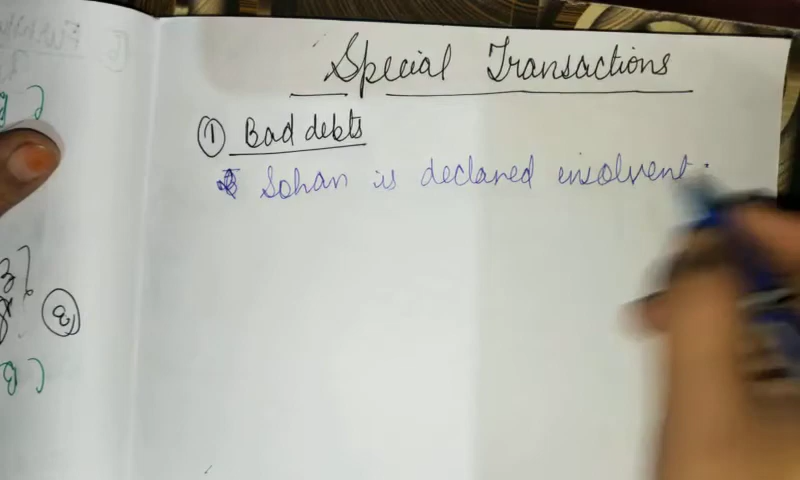 Special Transactions
① Bad debts
Sohan is declared insolvent.